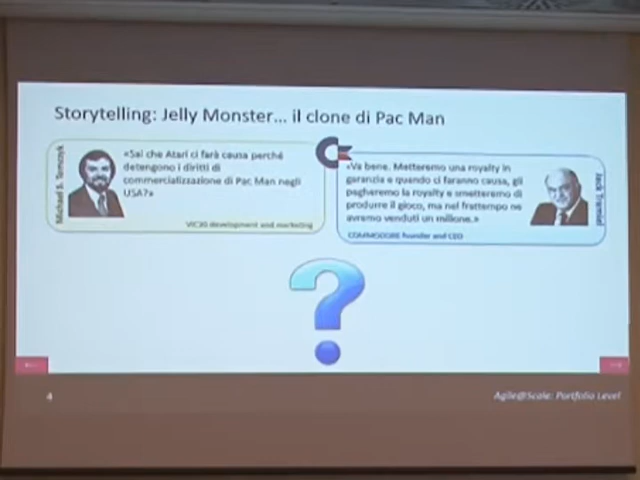 Storytelling: Jelly Monster... il clone di Pac Man
Michael S. Tomczyk
«Sai che Atari ci farà causa perché
detengono i diritti di
commercializzazione di Pac Man negli
USA?»
VIC20 development and marketing
«Va bene. Metteremo una royalty in
garanzia e quando ci faranno causa, gli
pagheremo la royalty e smetteremo di
produrre il gioco, ma nel frattempo ne
avremo venduti un milione.»
COMMODORE founder and CEO
Jack Tramiel
?
4
Agile@Scale: Portfolio Level